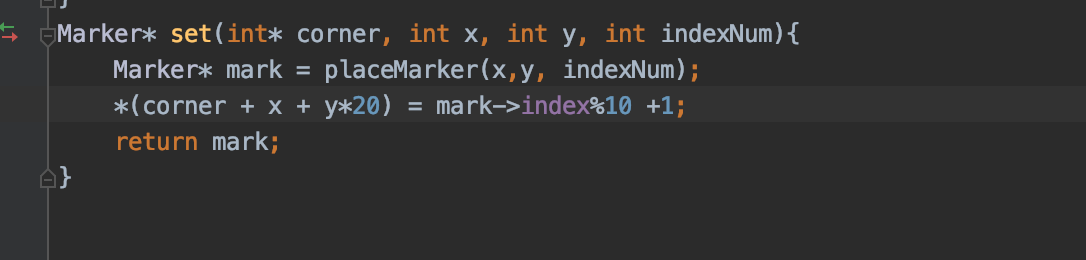 }
Marker* set(int* corner, int x, int y, int indexNum){
    Marker* mark = placeMarker(x,y, indexNum);
    *(corner + x + y*20) = mark->index%10 +1;
    return mark;
}